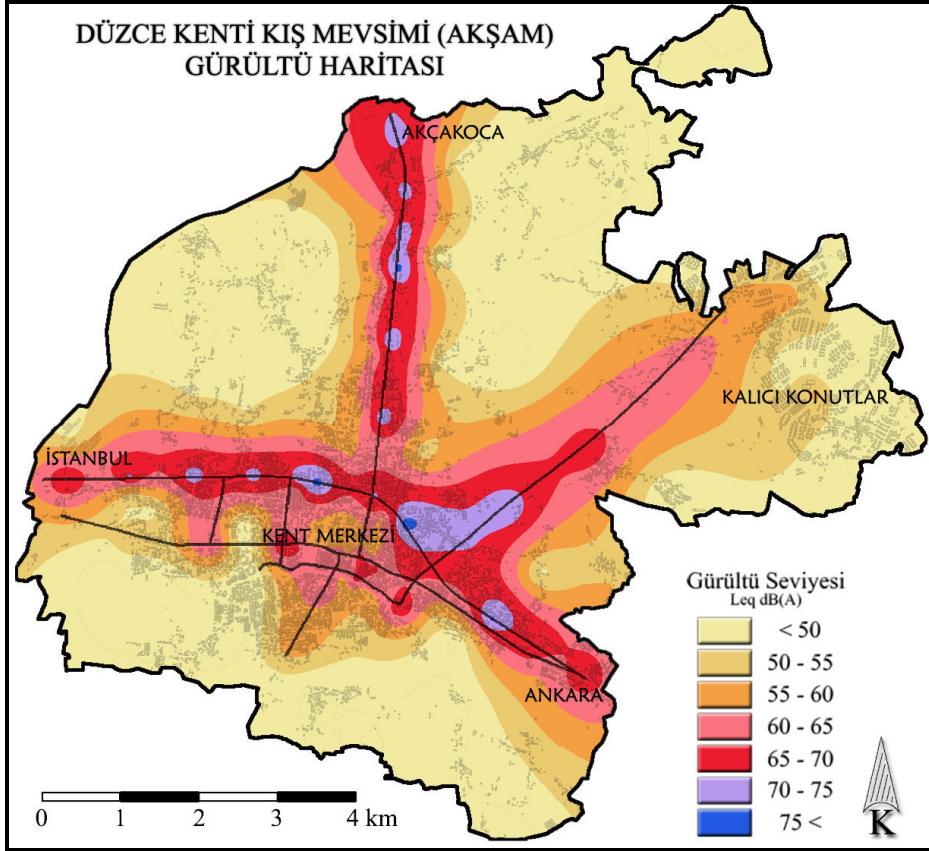 DÜZCE KENTİ KIŞ MEVSİMİ (AKŞAM)
GÜRÜLTÜ HARİTASI
AKÇAKOCA
KALICI KONUTLAR
İSTANBUL
KENT MERKEZİ
ANKARA
Gürültü Seviyesi
Leq dB(A)
< 50
50 - 55
55 - 60
60 - 65
65 - 70
70 - 75
75 <
0 1 2 3 4 km
K